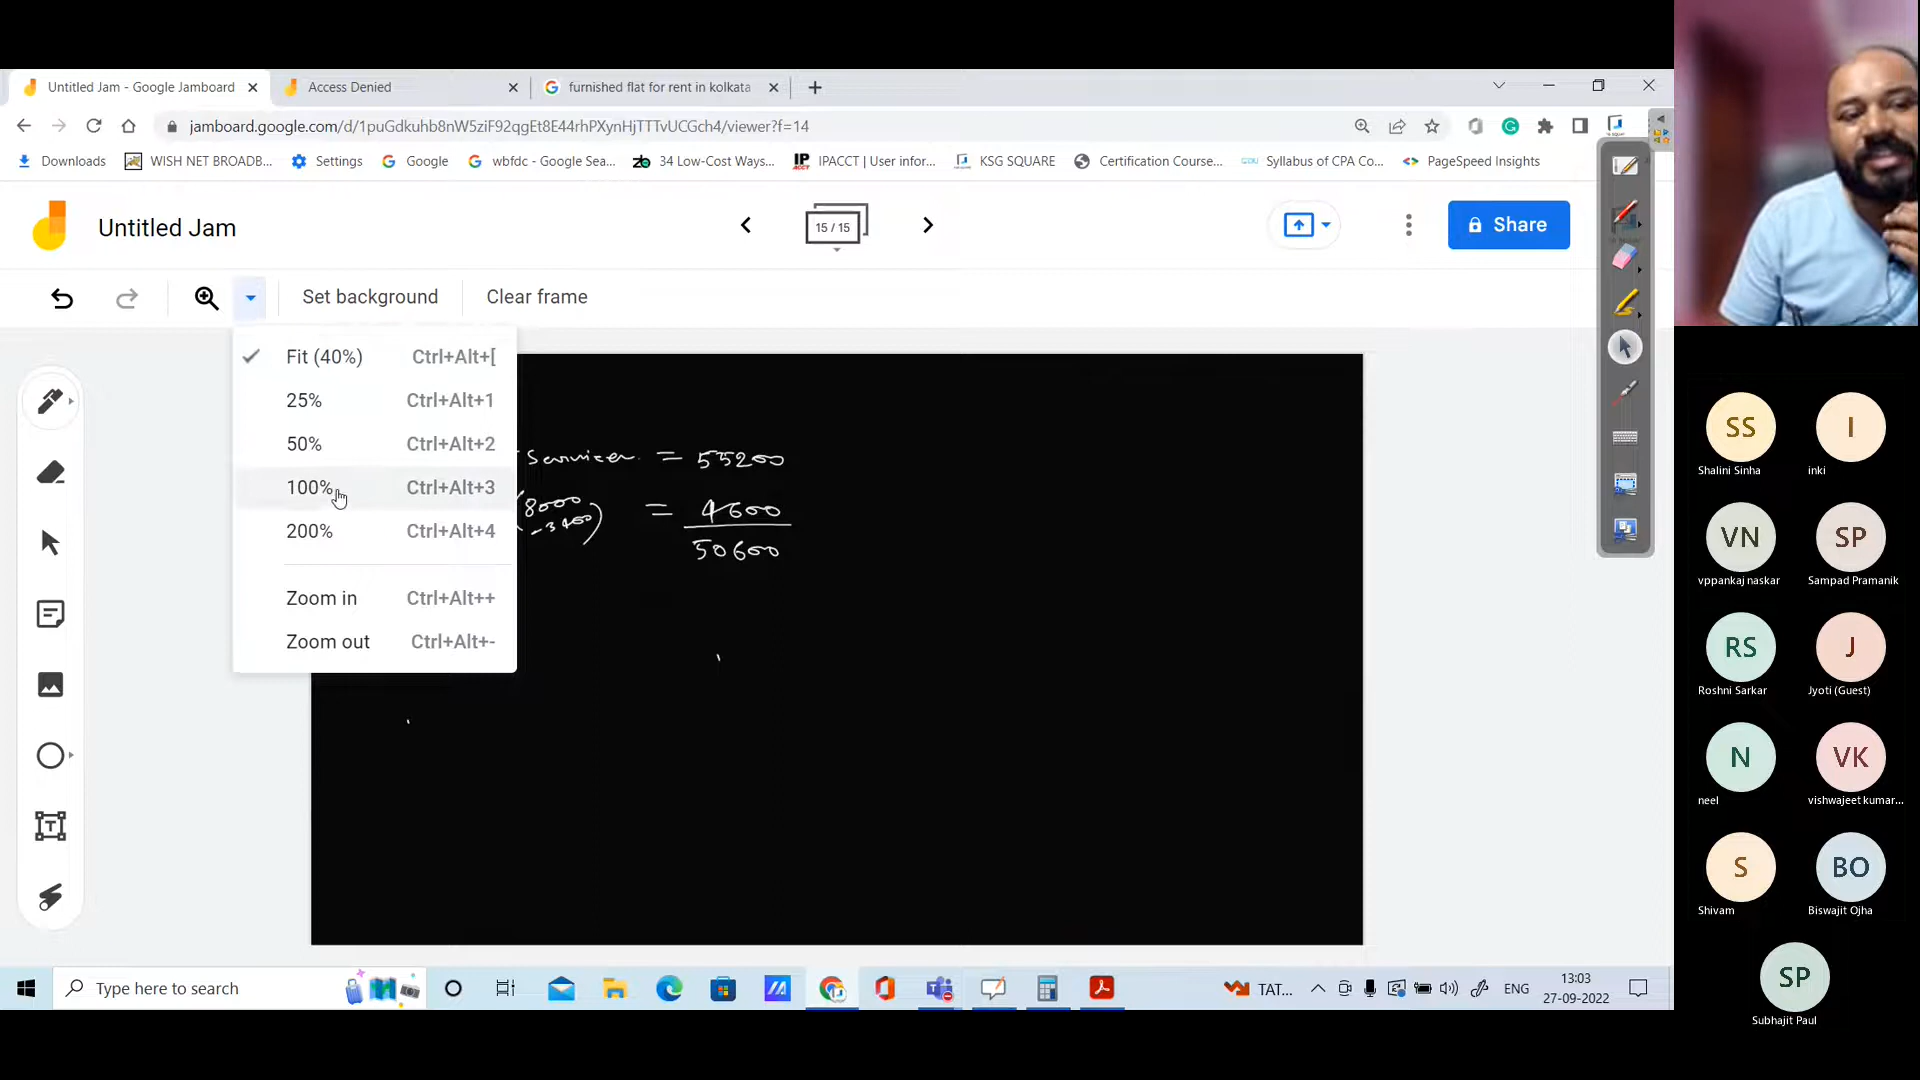 Untitled Jam - Google Jamboard
Access Denied
furnished flat for rent in kolkata
jamboard.google.com/d/1puGdkuhb8nW5ziF92qgEt8E44rhPXynHjTTTvUCGch4/viewer?f=14
Downloads
WISH NET BROADB...
Settings
Google
wbfdc - Google Sea...
34 Low-Cost Ways...
IPACCT | User infor...
KSG SQUARE
Certification Course...
Syllabus of CPA Co...
PageSpeed Insights
Untitled Jam
15 / 15
Share
Set background
Clear frame
Fit (40%) Ctrl+Alt+[
25% Ctrl+Alt+1
50% Ctrl+Alt+2
100% Ctrl+Alt+3
200% Ctrl+Alt+4
Zoom in Ctrl+Alt++
Zoom out Ctrl+Alt+-
= 55200
(8000
-3400) = 4600
50600
SS
Shalini Sinha
I
inki
VN
vppankaj naskar
SP
Sampad Pramanik
RS
Roshni Sarkar
J
Jyoti (Guest)
N
neel
VK
vishwajeet kumar...
S
Shivam
BO
Biswajit Ojha
SP
Subhajit Paul
Type here to search
TAT...
ENG
13:03
27-09-2022